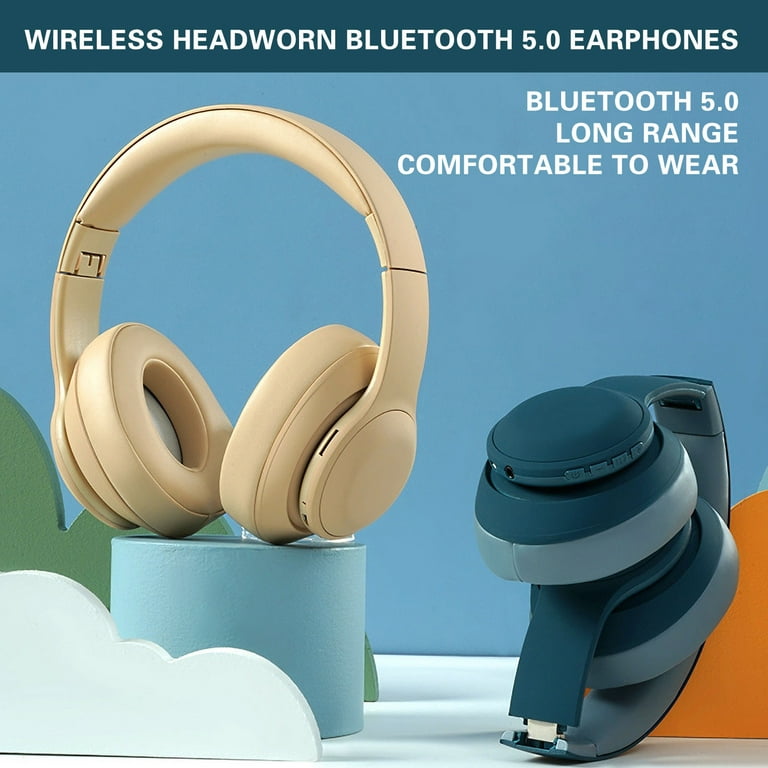 WIRELESS HEADWORN BLUETOOTH 5.0 EARPHONES
BLUETOOTH 5.0
LONG RANGE
COMFORTABLE TO WEAR